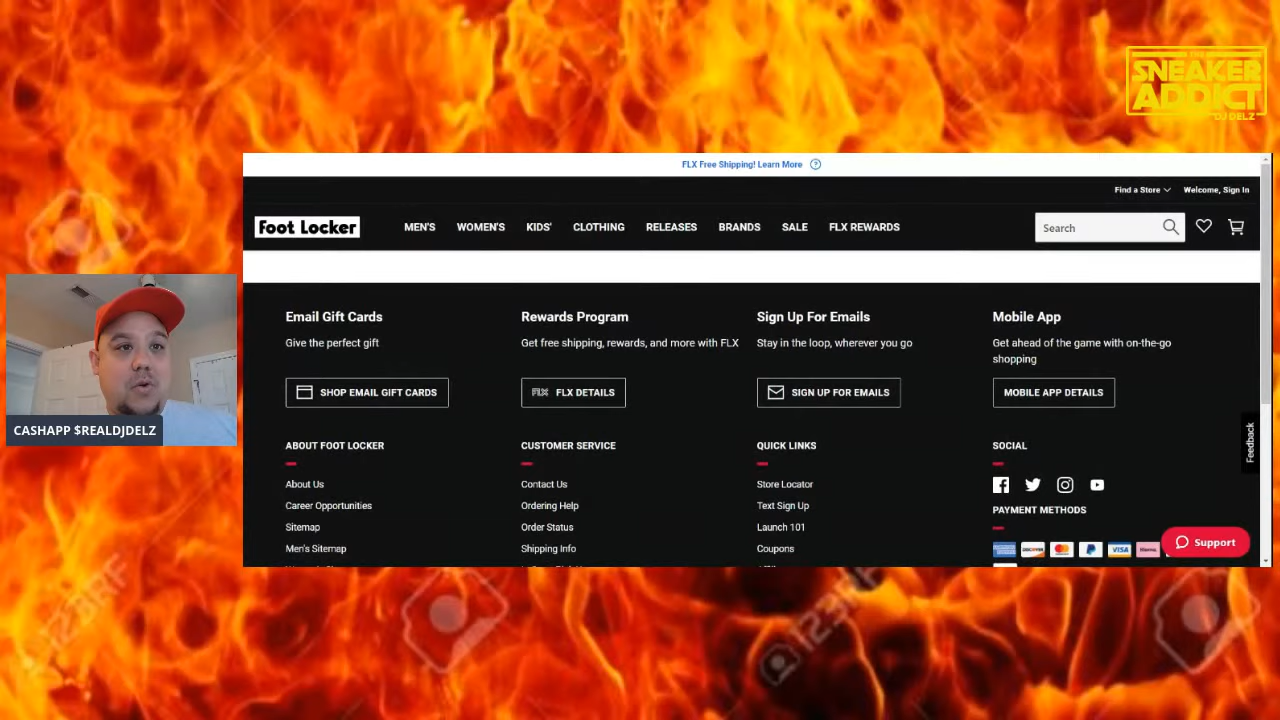 SNEAKER
ADDICT
DJ DELZ
FLX Free Shipping! Learn More ?
Find a Store
Welcome, Sign In
Foot Locker
MEN'S
WOMEN'S
KIDS'
CLOTHING
RELEASES
BRANDS
SALE
FLX REWARDS
Search
Email Gift Cards
Give the perfect gift
SHOP EMAIL GIFT CARDS
Rewards Program
Get free shipping, rewards, and more with FLX
FLX FLX DETAILS
Sign Up For Emails
Stay in the loop, wherever you go
SIGN UP FOR EMAILS
Mobile App
Get ahead of the game with on-the-go
shopping
MOBILE APP DETAILS
Feedback
CASHAPP $REALDJDELZ
ABOUT FOOT LOCKER
About Us
Career Opportunities
Sitemap
Men's Sitemap
CUSTOMER SERVICE
Contact Us
Ordering Help
Order Status
Shipping Info
QUICK LINKS
Store Locator
Text Sign Up
Launch 101
Coupons
SOCIAL
PAYMENT METHODS
DISCOVER
VISA
Klarna.
Support
123RF
123RF